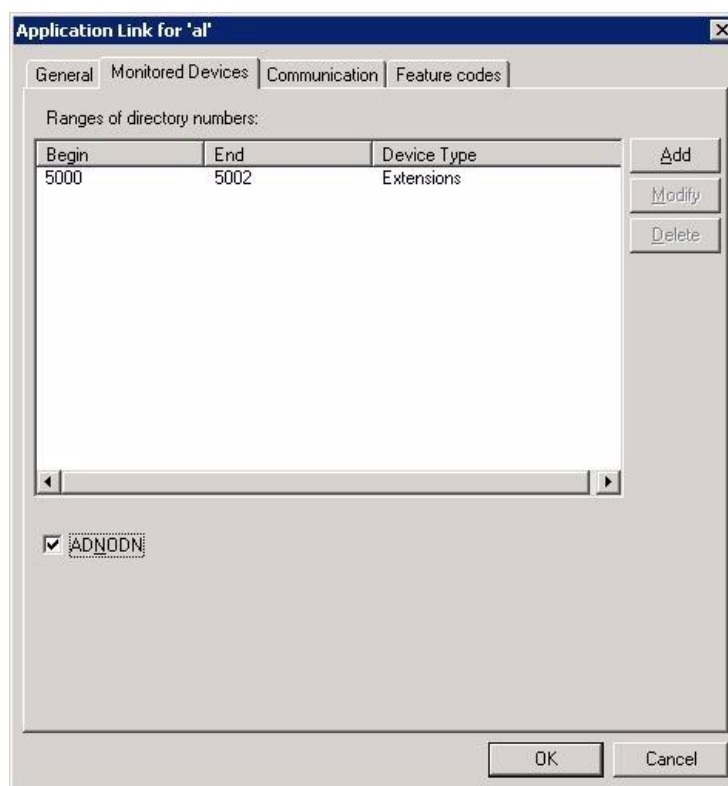 Application Link for 'al'
General Monitored Devices Communication Feature codes
Ranges of directory numbers:
Begin End Device Type
5000 5002 Extensions
Add
Modify
Delete
ADNODN
OK Cancel